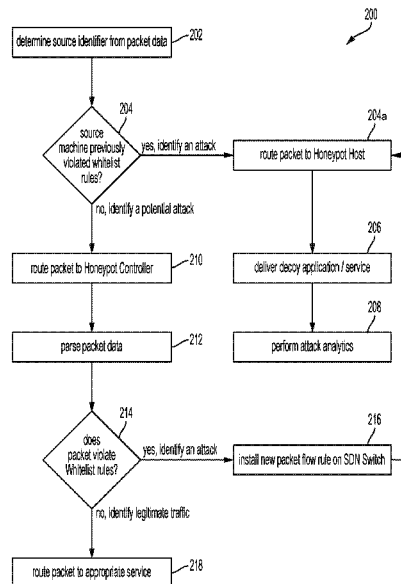 200
determine source identifier from packet data
202
204
source
machine previously
violated whitelist
rules?
yes, identify an attack
204a
route packet to Honeypot Host
no, identify a potential attack
206
route packet to Honeypot Controller
210
deliver decoy application / service
208
parse packet data
212
perform attack analytics
214
does
packet violate
Whitelist rules?
yes, identify an attack
216
install new packet flow rule on SDN Switch
no, identify legitimate traffic
route packet to appropriate service
218